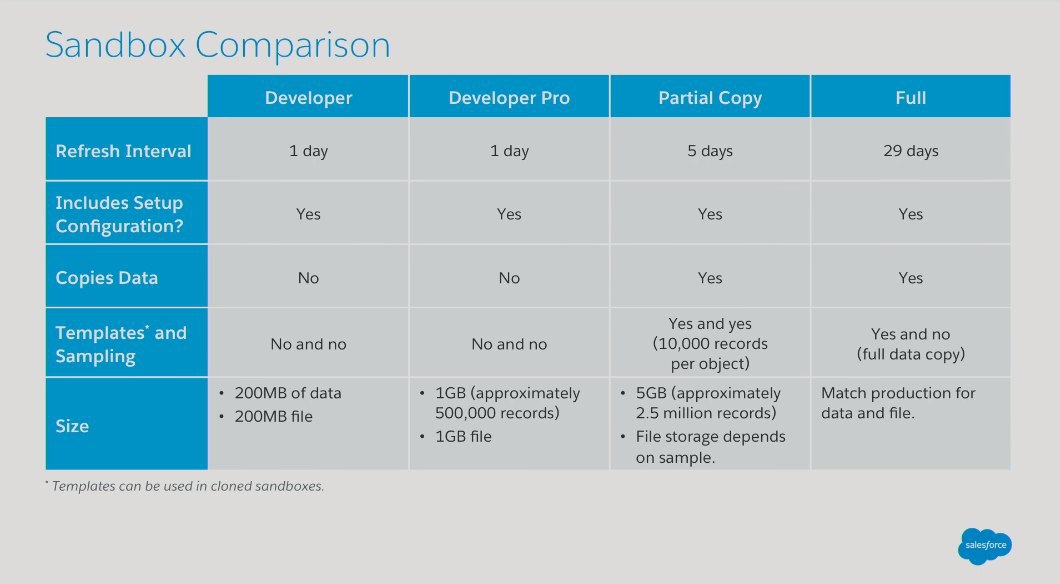 Sandbox Comparison
Developer
Developer Pro
Partial Copy
Full
Refresh Interval
1 day
1 day
5 days
29 days
Includes Setup
Configuration?
Yes
Yes
Yes
Yes
Copies Data
No
No
Yes
Yes
Templates* and
Sampling
No and no
No and no
Yes and yes
(10,000 records
per object)
Yes and no
(full data copy)
Size
• 200MB of data
• 200MB file
• 1GB (approximately
500,000 records)
• 1GB file
• 5GB (approximately
2.5 million records)
• File storage depends
on sample.
Match production for
data and file.
* Templates can be used in cloned sandboxes.
salesforce